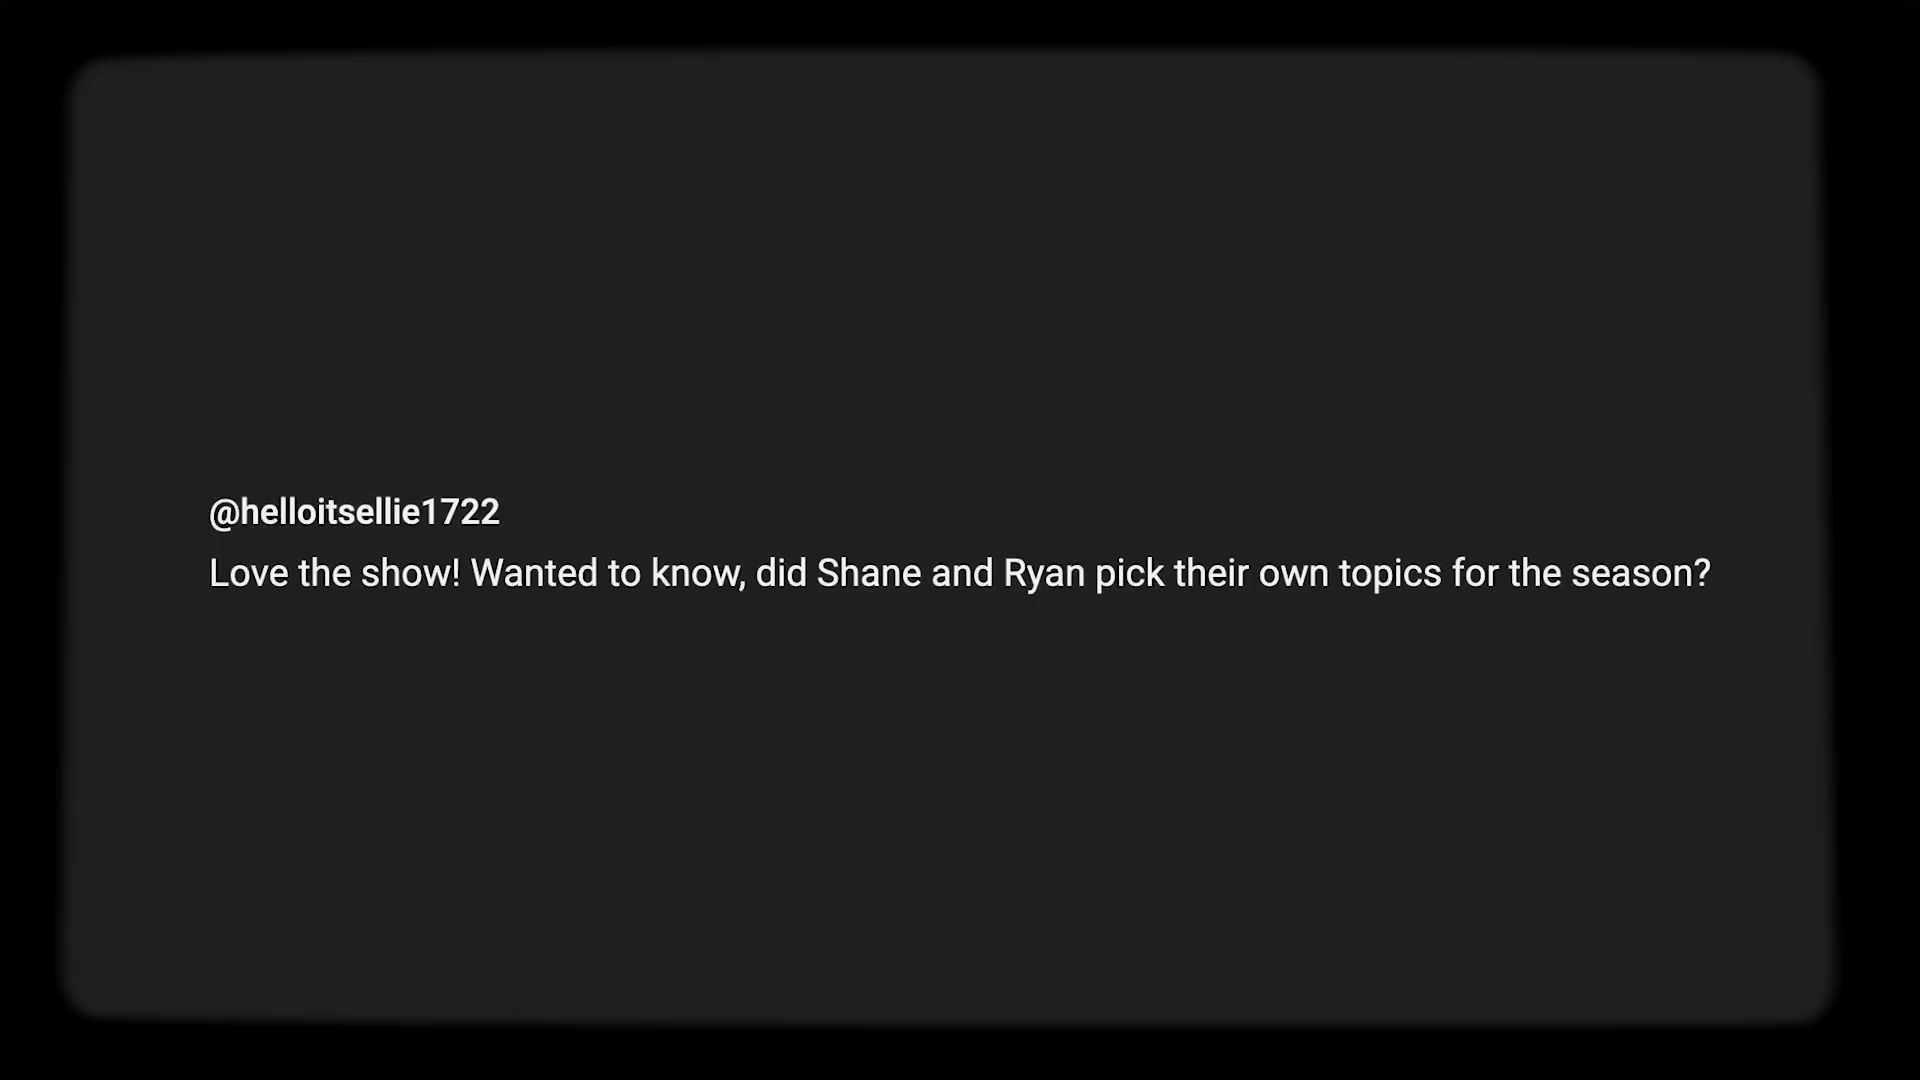 @helloitsellie1722
Love the show! Wanted to know, did Shane and Ryan pick their own topics for the season?